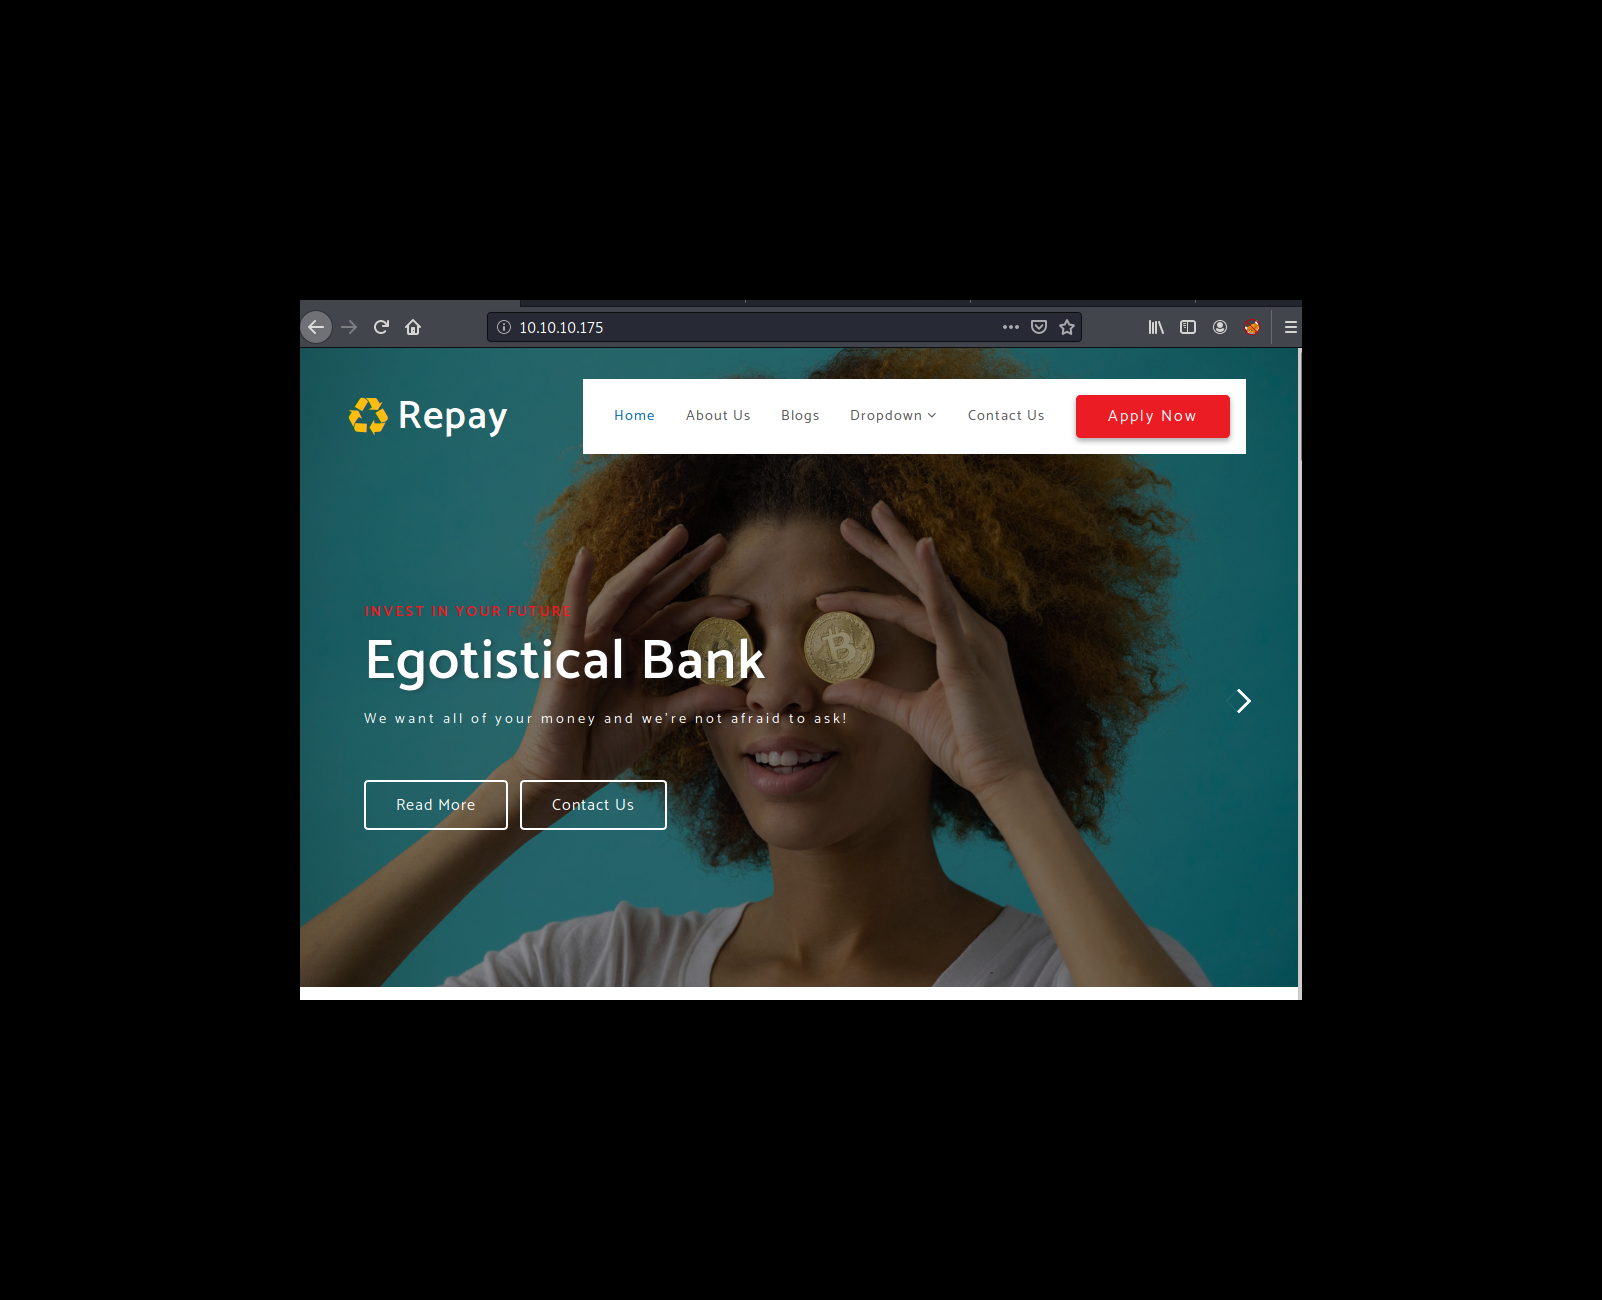 10.10.10.175
Repay
Home About Us Blogs Dropdown Contact Us Apply Now
INVEST IN YOUR FUTURE
Egotistical Bank
We want all of your money and we're not afraid to ask!
Read More Contact Us